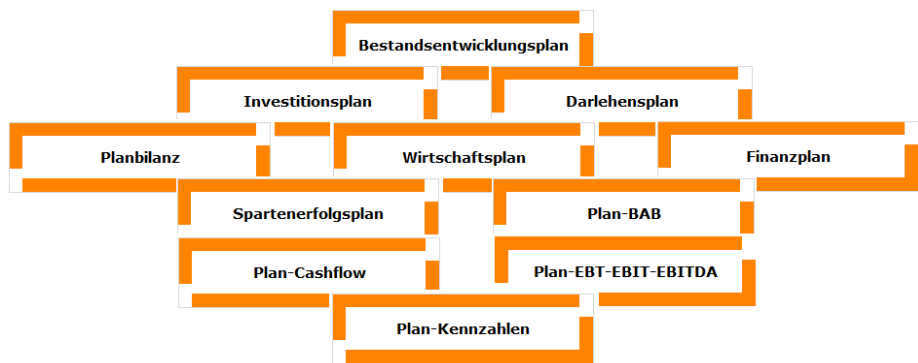 Bestandsentwicklungsplan
Investitionsplan
Darlehensplan
Planbilanz
Wirtschaftsplan
Finanzplan
Spartenerfolgsplan
Plan-BAB
Plan-Cashflow
Plan-EBT-EBIT-EBITDA
Plan-Kennzahlen